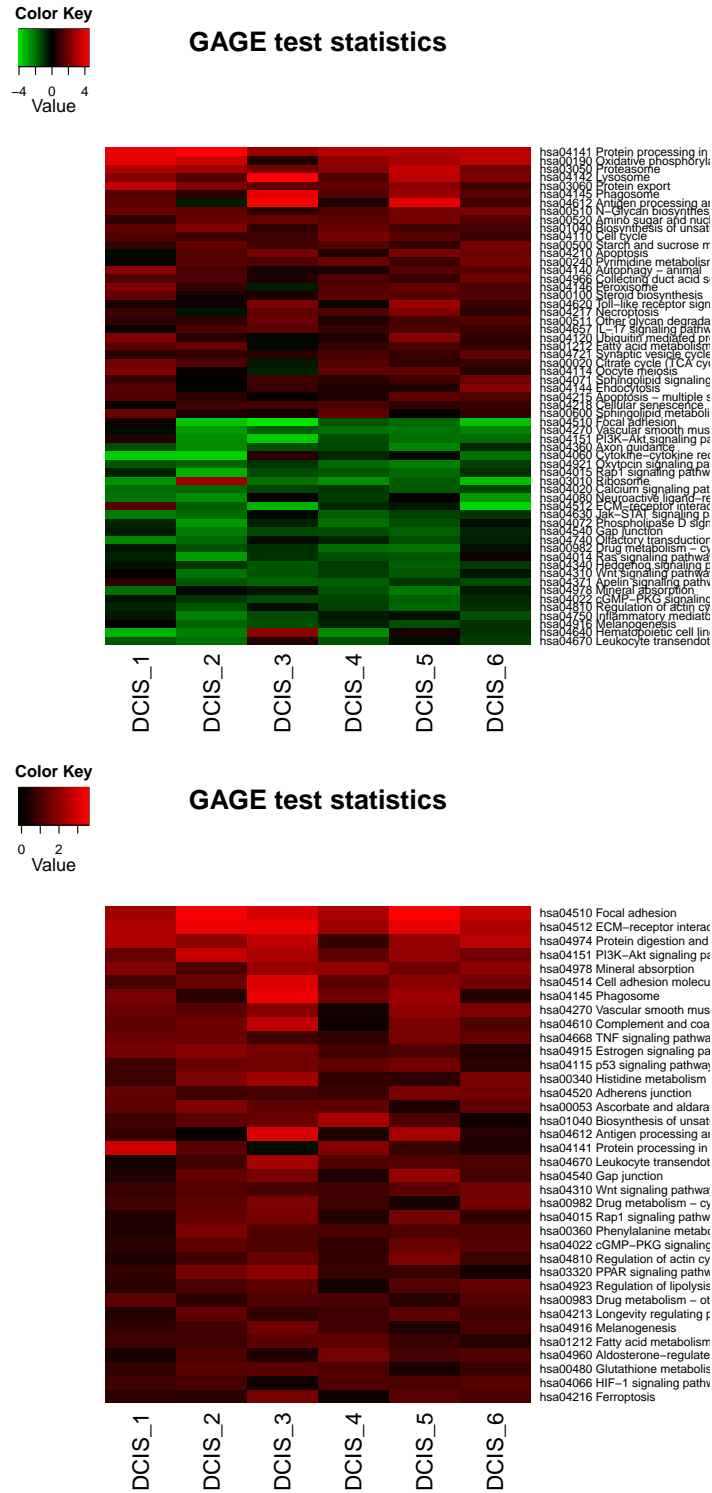 Color Key
−4 0 4
Value
GAGE test statistics
hsa04141 Protein processing in
hsa00190 Oxidative phosphoryla
hsa03050 Proteasome
hsa04142 Lysosome
hsa03060 Protein export
hsa04145 Phagosome
hsa04612 Antigen processing an
hsa00510 N−Glycan biosynthes
hsa00520 Amino sugar and nucl
hsa01040 Biosynthesis of unsat
hsa04110 Cell cycle
hsa00500 Starch and sucrose m
hsa04210 Apoptosis
hsa00240 Pyrimidine metabolism
hsa04140 Autophagy − animal
hsa04966 Collecting duct acid se
hsa04146 Peroxisome
hsa00100 Steroid biosynthesis
hsa04620 Toll−like receptor sign
hsa04217 Necroptosis
hsa00511 Other glycan degrada
hsa04657 IL−17 signaling pathw
hsa04120 Ubiquitin mediated pro
hsa01212 Fatty acid metabolism
hsa04721 Synaptic vesicle cycle
hsa00020 Citrate cycle (TCA cyc
hsa04114 Oocyte meiosis
hsa04071 Sphingolipid signaling
hsa04144 Endocytosis
hsa04215 Apoptosis − multiple s
hsa04218 Cellular senescence
hsa00600 Sphingolipid metaboli
hsa04510 Focal adhesion
hsa04270 Vascular smooth mus
hsa04151 PI3K−Akt signaling pa
hsa04360 Axon guidance
hsa04060 Cytokine−cytokine rec
hsa04921 Oxytocin signaling pat
hsa04015 Rap1 signaling pathw
hsa03010 Ribosome
hsa04020 Calcium signaling pat
hsa04080 Neuroactive ligand−re
hsa04512 ECM−receptor interac
hsa04630 Jak−STAT signaling p
hsa04072 Phospholipase D sign
hsa04540 Gap junction
hsa04740 Olfactory transduction
hsa00982 Drug metabolism − cy
hsa04014 Ras signaling pathway
hsa04340 Hedgehog signaling p
hsa04310 Wnt signaling pathwa
hsa04371 Apelin signaling pathw
hsa04978 Mineral absorption
hsa04022 cGMP−PKG signaling
hsa04810 Regulation of actin cy
hsa04750 Inflammatory mediato
hsa04916 Melanogenesis
hsa04640 Hematopoietic cell line
hsa04670 Leukocyte transendot
DCIS_1 DCIS_2 DCIS_3 DCIS_4 DCIS_5 DCIS_6
Color Key
0 2
Value
GAGE test statistics
hsa04510 Focal adhesion
hsa04512 ECM−receptor interac
hsa04974 Protein digestion and
hsa04151 PI3K−Akt signaling pa
hsa04978 Mineral absorption
hsa04514 Cell adhesion molecu
hsa04145 Phagosome
hsa04270 Vascular smooth mus
hsa04610 Complement and coa
hsa04668 TNF signaling pathwa
hsa04915 Estrogen signaling pa
hsa04115 p53 signaling pathway
hsa00340 Histidine metabolism
hsa04520 Adherens junction
hsa00053 Ascorbate and aldarat
hsa01040 Biosynthesis of unsat
hsa04612 Antigen processing an
hsa04141 Protein processing in
hsa04670 Leukocyte transendot
hsa04540 Gap junction
hsa04310 Wnt signaling pathwa
hsa00982 Drug metabolism − cy
hsa04015 Rap1 signaling pathw
hsa00360 Phenylalanine metabo
hsa04022 cGMP−PKG signaling
hsa04810 Regulation of actin cy
hsa03320 PPAR signaling pathw
hsa04923 Regulation of lipolysis
hsa00983 Drug metabolism − ot
hsa04213 Longevity regulating p
hsa04916 Melanogenesis
hsa01212 Fatty acid metabolism
hsa04960 Aldosterone−regulate
hsa00480 Glutathione metabolis
hsa04066 HIF−1 signaling pathw
hsa04216 Ferroptosis
DCIS_1 DCIS_2 DCIS_3 DCIS_4 DCIS_5 DCIS_6